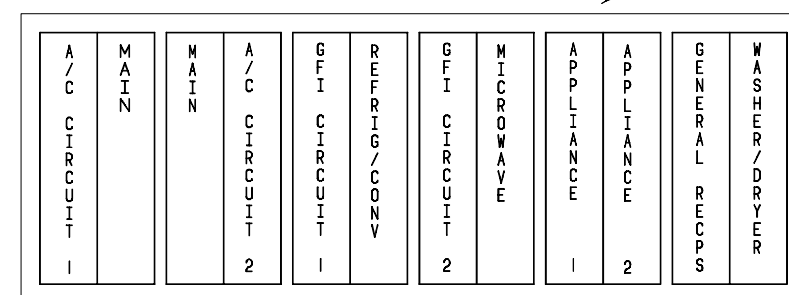 A/C CIRCUIT 1
MAIN
MAIN
A/C CIRCUIT 2
GFI CIRCUIT 1
REFRIG/CONV
GFI CIRCUIT 2
MICROWAVE
APPLIANCE 1
APPLIANCE 2
GENERAL RECPS
WASHER/DRYER